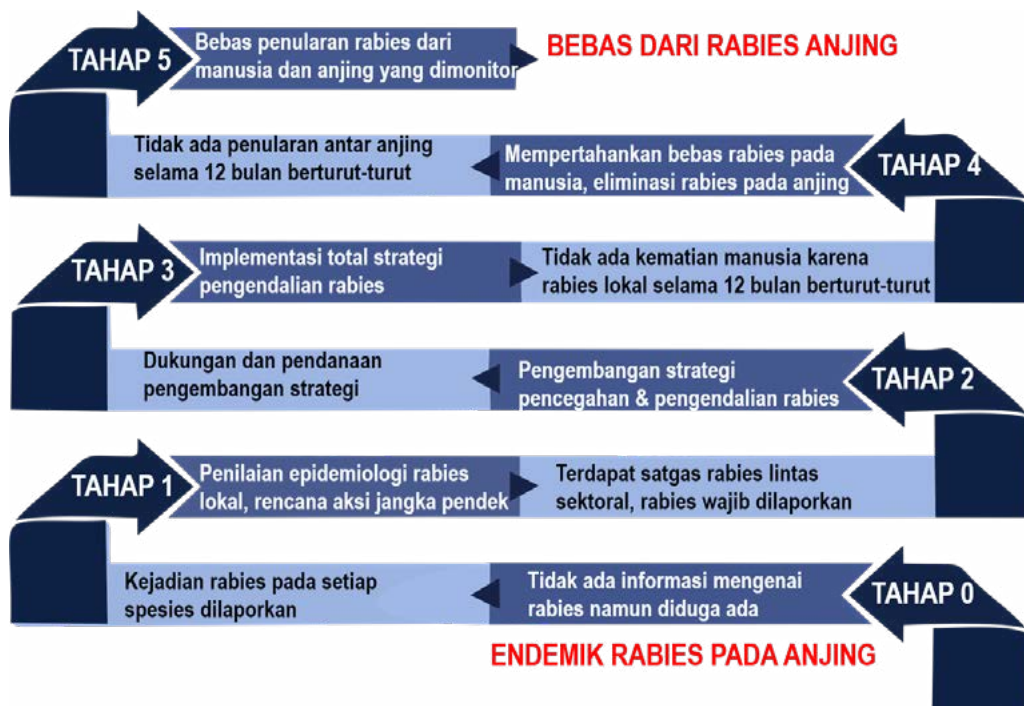 TAHAP 5
Bebas penularan rabies dari
manusia dan anjing yang dimonitor
BEBAS DARI RABIES ANJING
TAHAP 4
Mempertahankan bebas rabies pada
manusia, eliminasi rabies pada anjing
Tidak ada penularan antar anjing
selama 12 bulan berturut-turut
TAHAP 3
Implementasi total strategi
pengendalian rabies
Tidak ada kematian manusia karena
rabies lokal selama 12 bulan berturut-turut
TAHAP 2
Pengembangan strategi
pencegahan & pengendalian rabies
Dukungan dan pendanaan
pengembangan strategi
TAHAP 1
Penilaian epidemiologi rabies
lokal, rencana aksi jangka pendek
Terdapat satgas rabies lintas
sektoral, rabies wajib dilaporkan
TAHAP 0
Tidak ada informasi mengenai
rabies namun diduga ada
Kejadian rabies pada setiap
spesies dilaporkan
ENDEMIK RABIES PADA ANJING